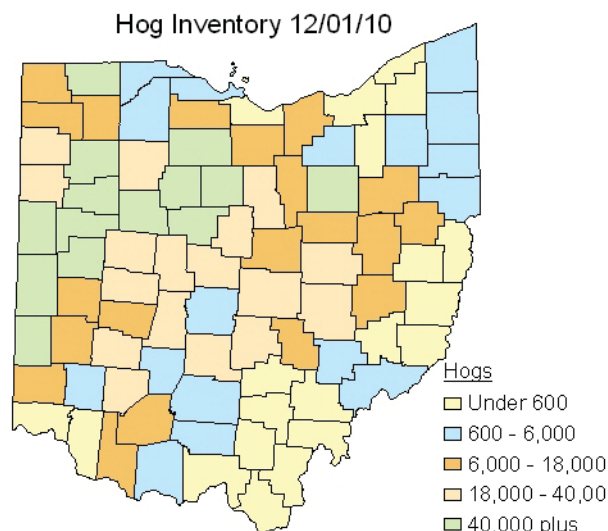 Hog Inventory 12/01/10
Hogs
Under 600
600 - 6,000
6,000 - 18,000
18,000 - 40,00
40,000 plus